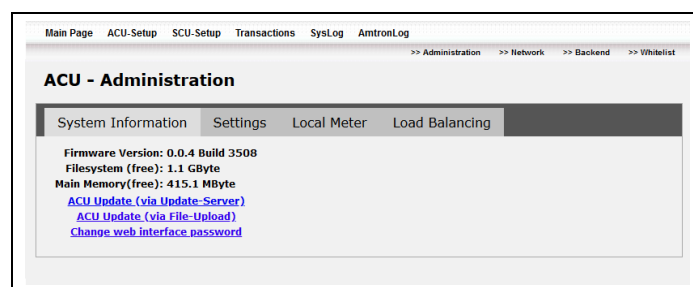 Main Page ACU-Setup SCU-Setup Transactions SysLog AmtronLog
>> Administration >> Network >> Backend >> Whitelist
ACU - Administration
System Information Settings Local Meter Load Balancing
Firmware Version: 0.0.4 Build 3508
Filesystem (free): 1.1 GByte
Main Memory(free): 415.1 MByte
ACU Update (via Update-Server)
ACU Update (via File-Upload)
Change web interface password